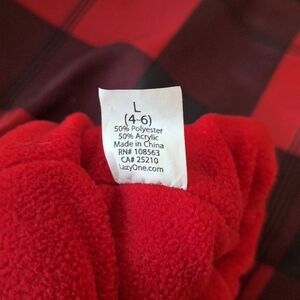 L
(4-6)
50% Polyester
50% Acrylic
Made in China
RN# 108563
CA# 25210
LazyOne.com